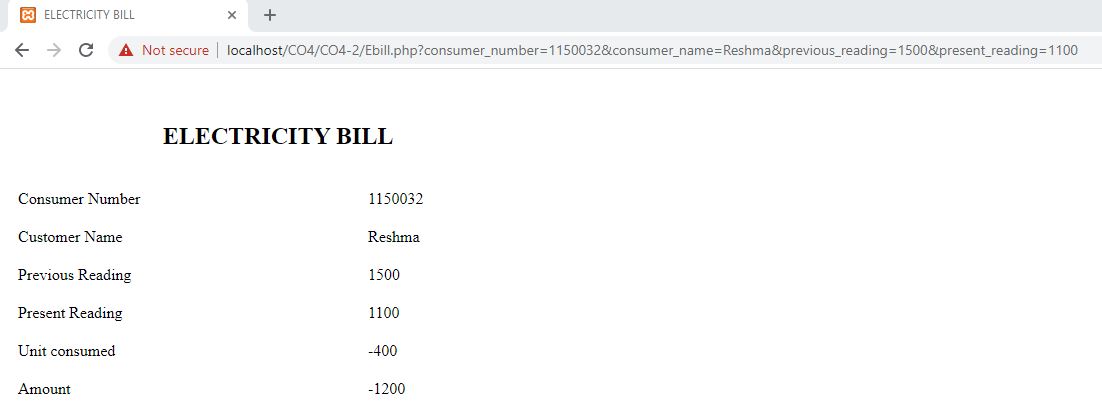 ELECTRICITY BILL
Not secure localhost/CO4/CO4-2/Ebill.php?consumer_number=1150032&consumer_name=Reshma&previous_reading=1500&present_reading=1100
ELECTRICITY BILL
Consumer Number 1150032
Customer Name Reshma
Previous Reading 1500
Present Reading 1100
Unit consumed -400
Amount -1200